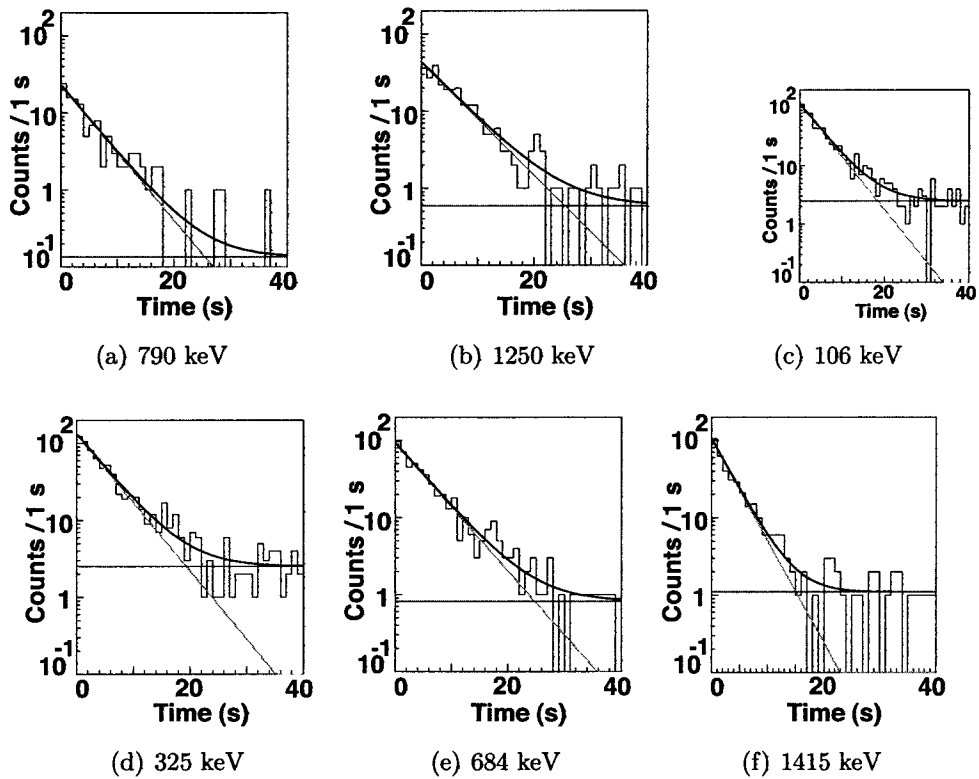 10^2
10
1
10^-1
Counts / 1 s
0 20 40
Time (s)
(a) 790 keV
10^2
10
1
10^-1
Counts / 1 s
0 20 40
Time (s)
(b) 1250 keV
10^2
10
1
10^-1
Counts / 1 s
0 20 40
Time (s)
(c) 106 keV
10^2
10
1
10^-1
Counts / 1 s
0 20 40
Time (s)
(d) 325 keV
10^2
10
1
10^-1
Counts / 1 s
0 20 40
Time (s)
(e) 684 keV
10^2
10
1
10^-1
Counts / 1 s
0 20 40
Time (s)
(f) 1415 keV